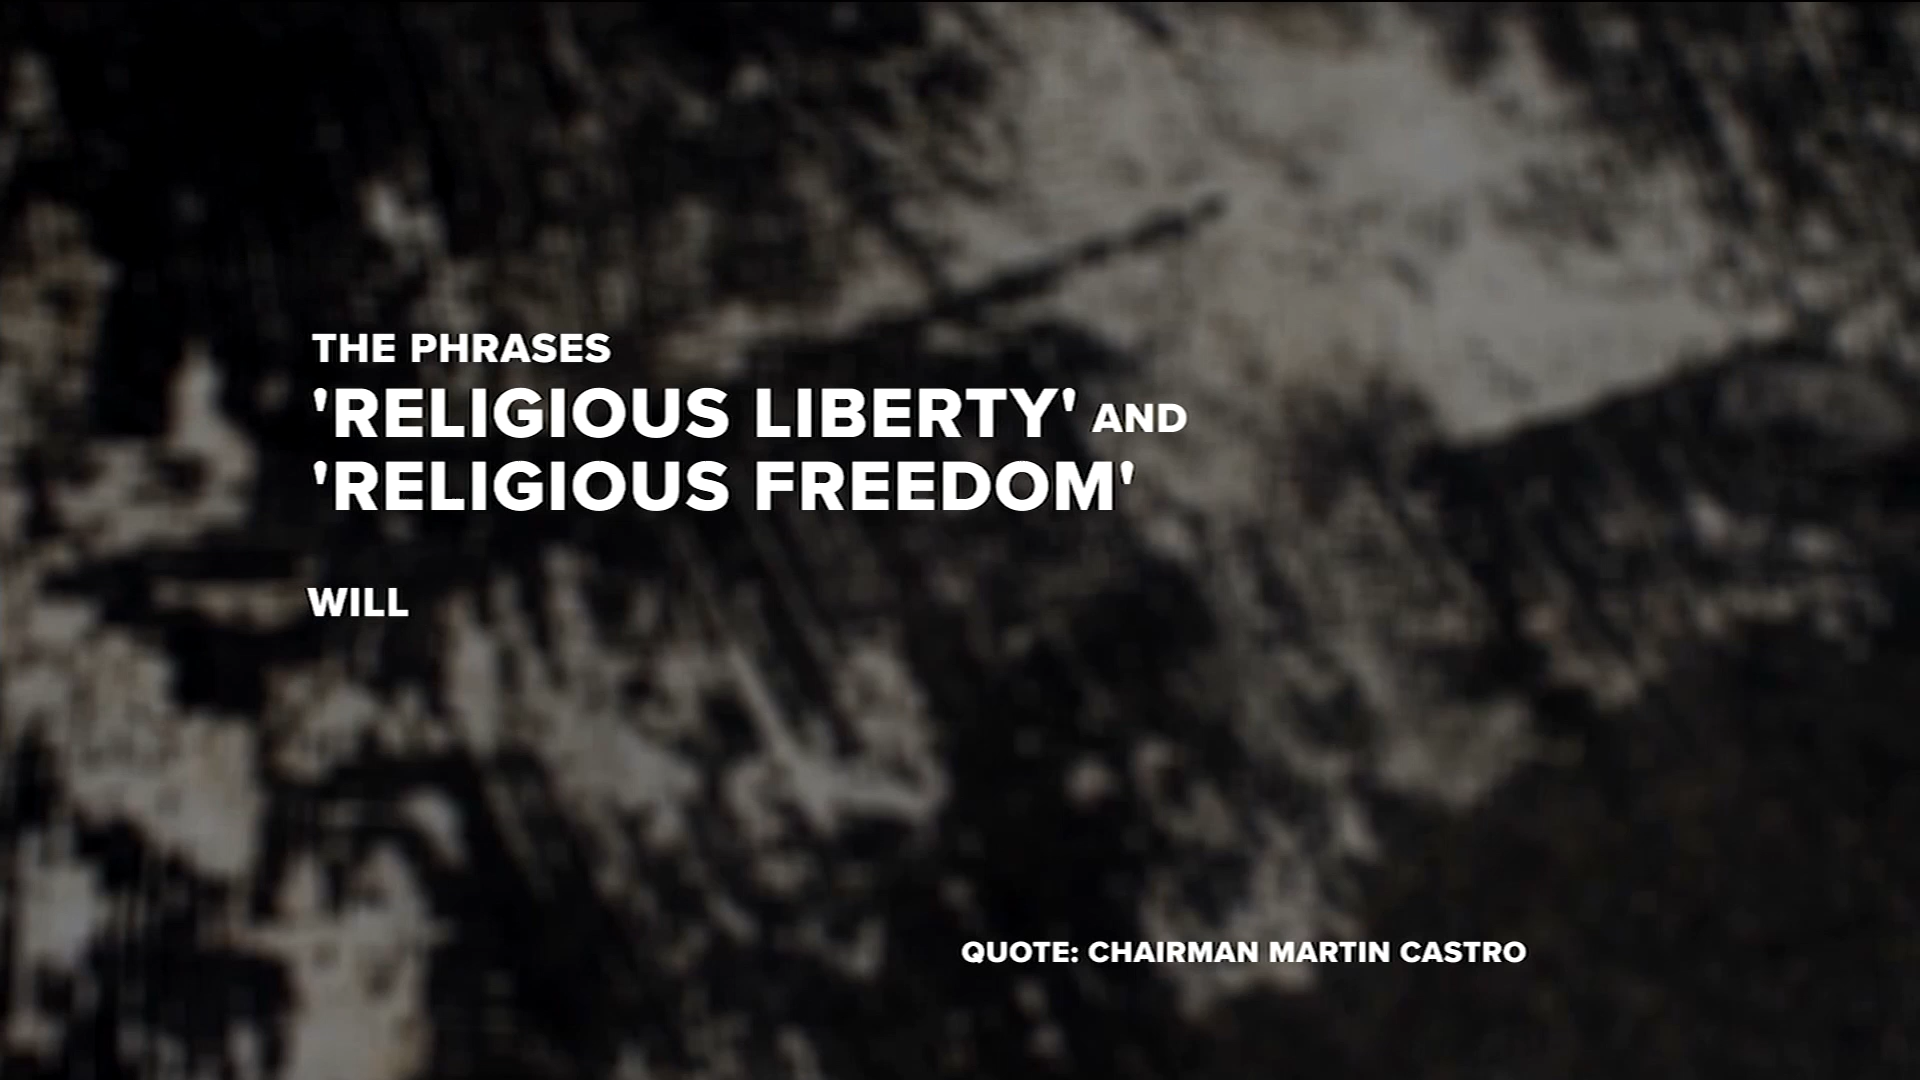 THE PHRASES
'RELIGIOUS LIBERTY' AND
'RELIGIOUS FREEDOM'
WILL
QUOTE: CHAIRMAN MARTIN CASTRO